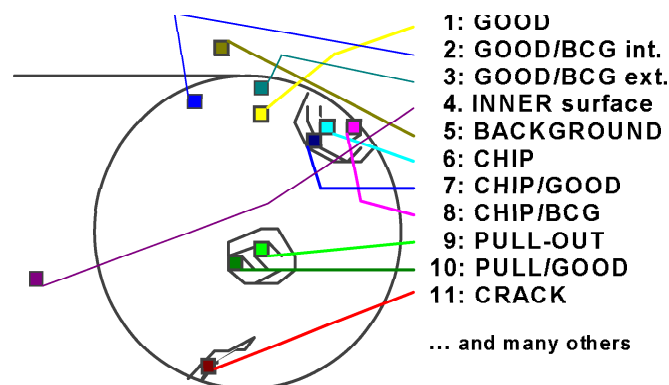 1: GOOD
2: GOOD/BCG int.
3: GOOD/BCG ext.
4. INNER surface
5: BACKGROUND
6: CHIP
7: CHIP/GOOD
8: CHIP/BCG
9: PULL-OUT
10: PULL/GOOD
11: CRACK
... and many others